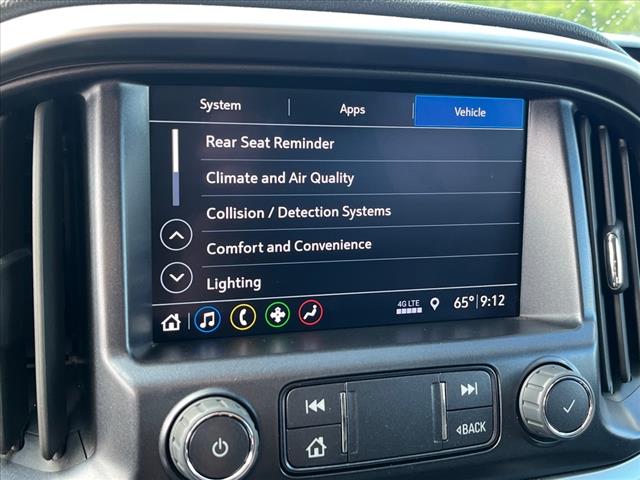 System Apps Vehicle
Rear Seat Reminder
Climate and Air Quality
Collision / Detection Systems
Comfort and Convenience
Lighting
4G LTE 65° 9:12
BACK